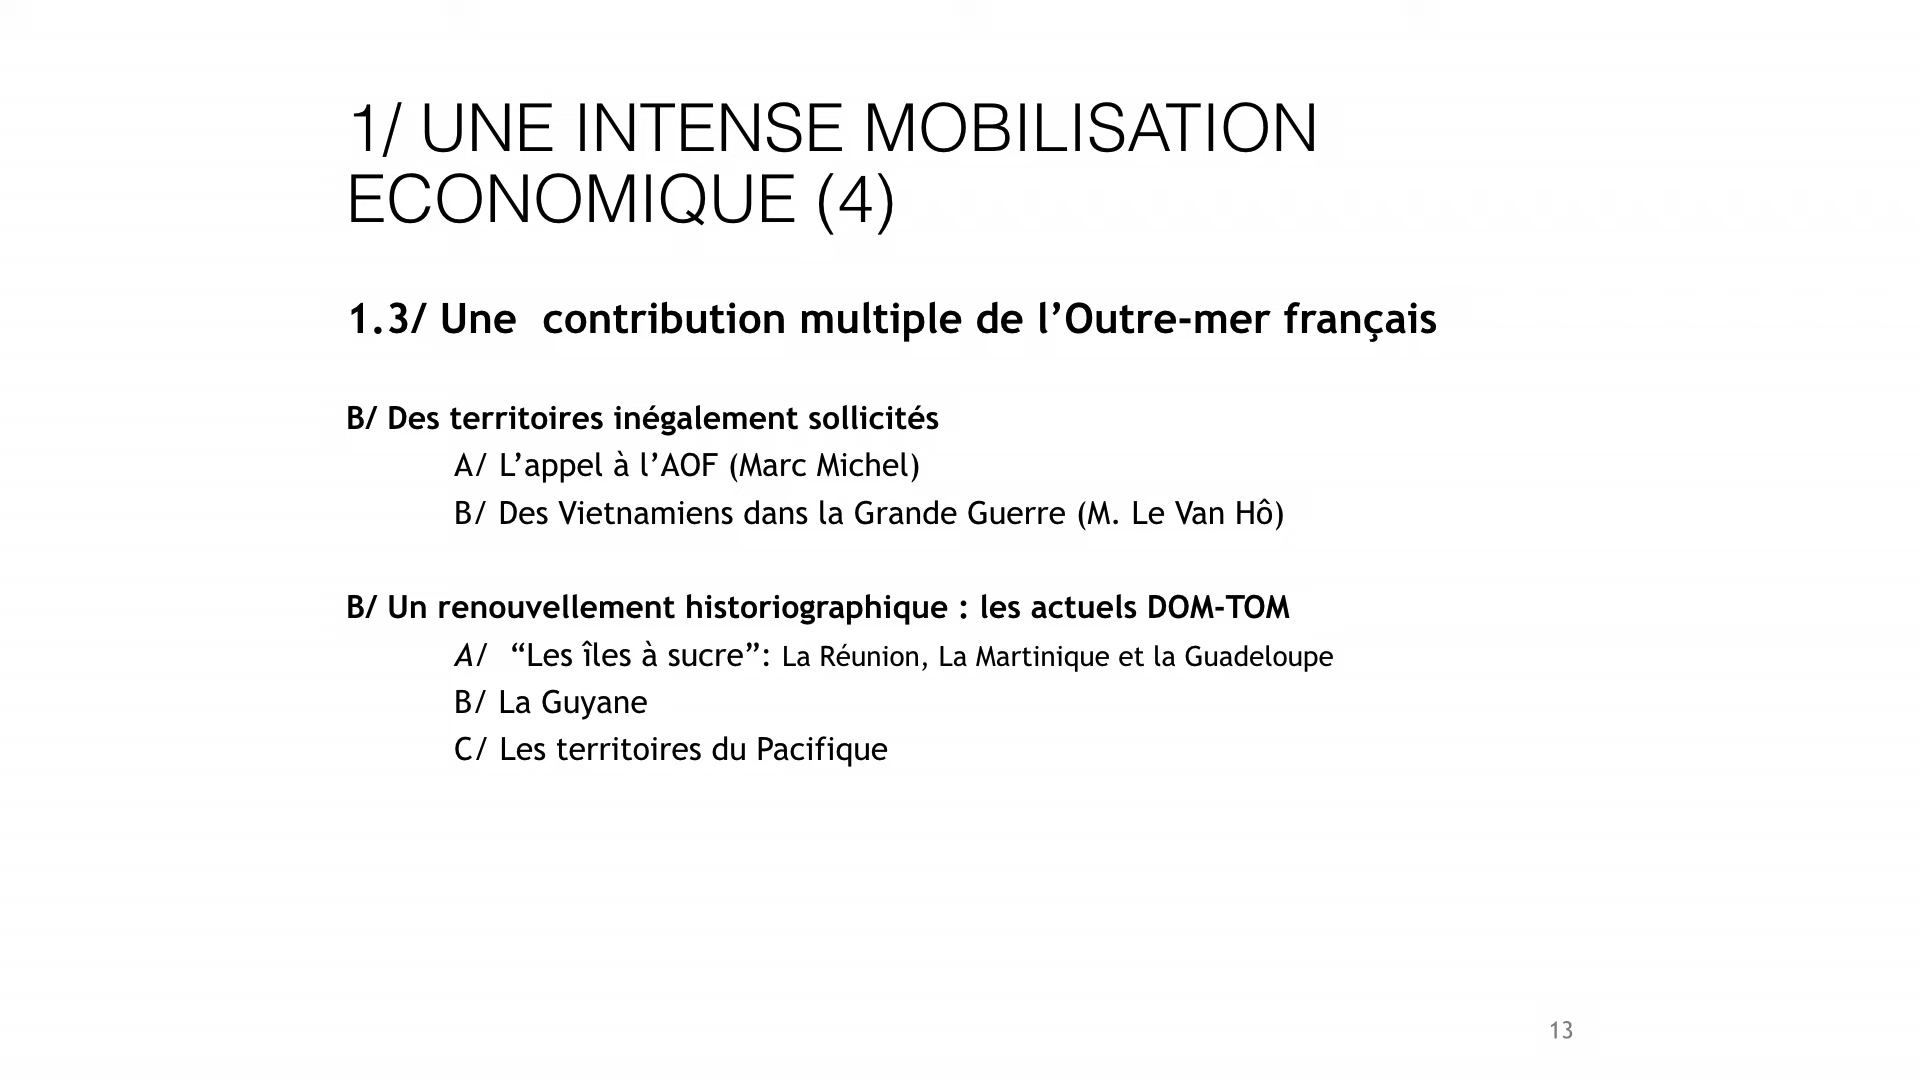 1/ UNE INTENSE MOBILISATION
ECONOMIQUE (4)
1.3/ Une contribution multiple de l’Outre-mer français
B/ Des territoires inégalement sollicités
A/ L’appel à l’AOF (Marc Michel)
B/ Des Vietnamiens dans la Grande Guerre (M. Le Van Hô)
B/ Un renouvellement historiographique : les actuels DOM-TOM
A/ “Les îles à sucre”: La Réunion, La Martinique et la Guadeloupe
B/ La Guyane
C/ Les territoires du Pacifique
13